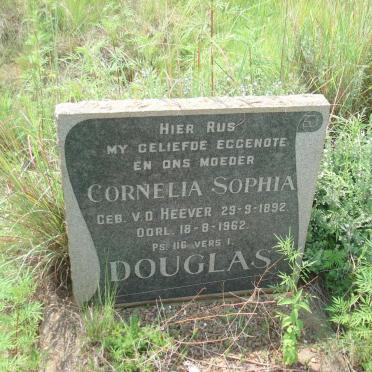 HIER RUS
MY GELIEFDE EGGENOTE
EN ONS MOEDER
CORNELIA SOPHIA
GEB. V.D. HEEVER 29-9-1892.
OORL. 18-8-1962.
PS. 116 VERS 1.
DOUGLAS